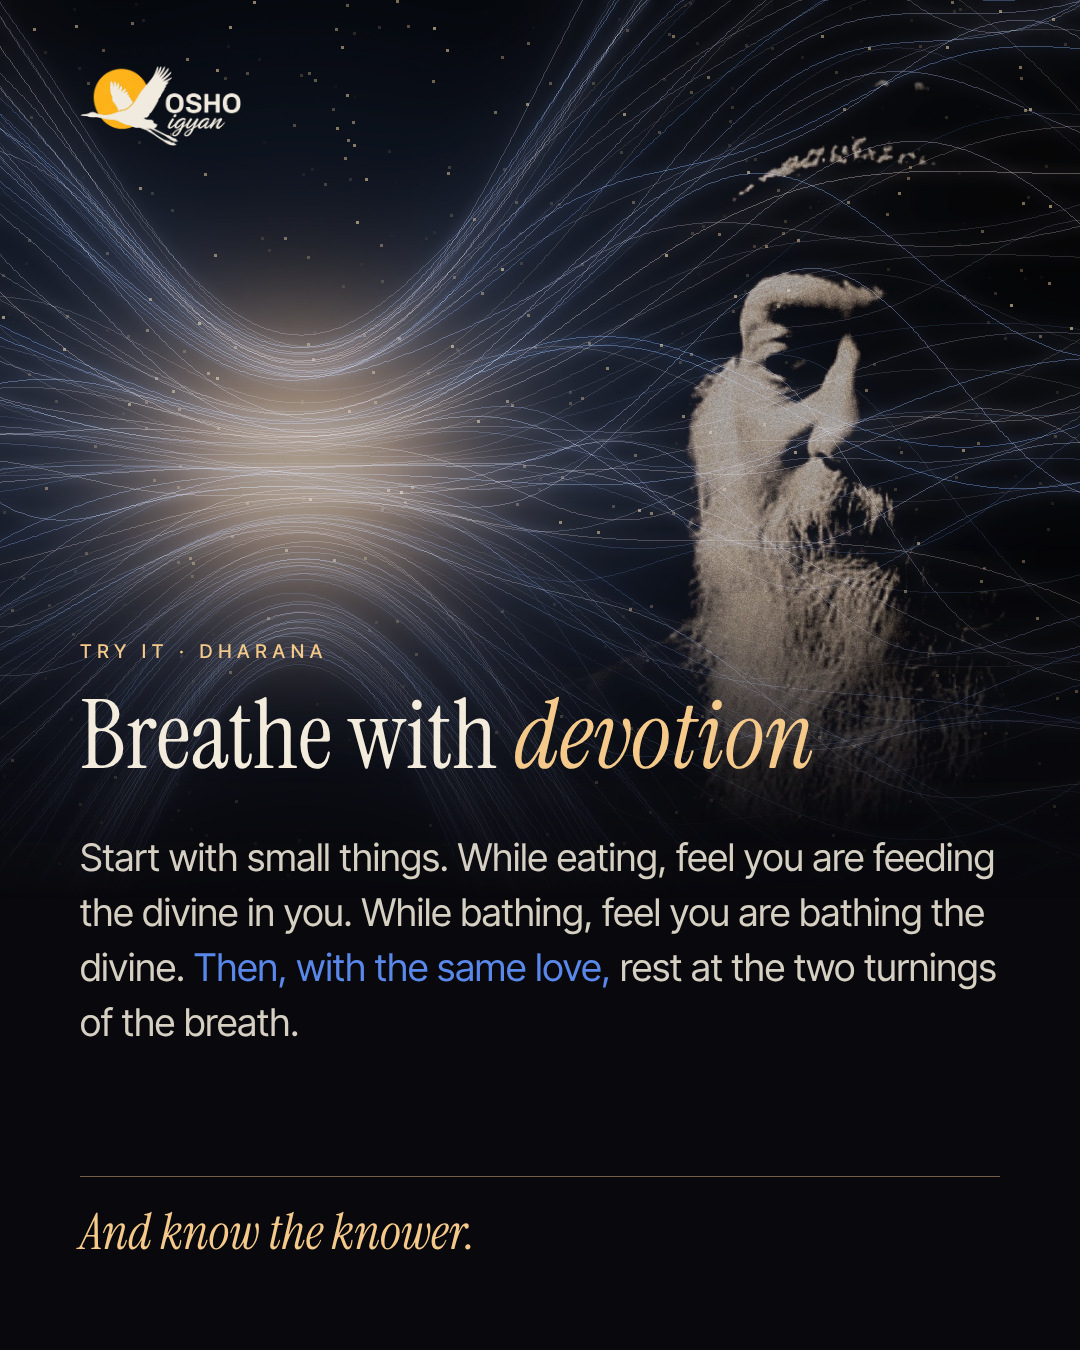 OSHO
igyan
TRY IT · DHARANA
Breathe with devotion
Start with small things. While eating, feel you are feeding
the divine in you. While bathing, feel you are bathing the
divine. Then, with the same love, rest at the two turnings
of the breath.
And know the knower.